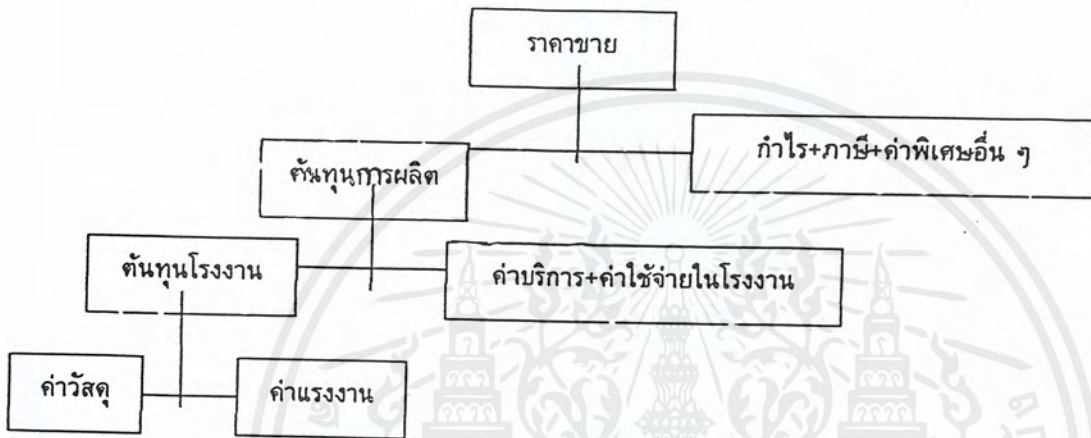 ราคาขาย
ต้นทุนการผลิต
กำไร+ภาษี+ค่าพิเศษอื่น ๆ
ต้นทุนโรงงาน
ค่าบริการ+ค่าใช้จ่ายในโรงงาน
ค่าวัสดุ
ค่าแรงงาน